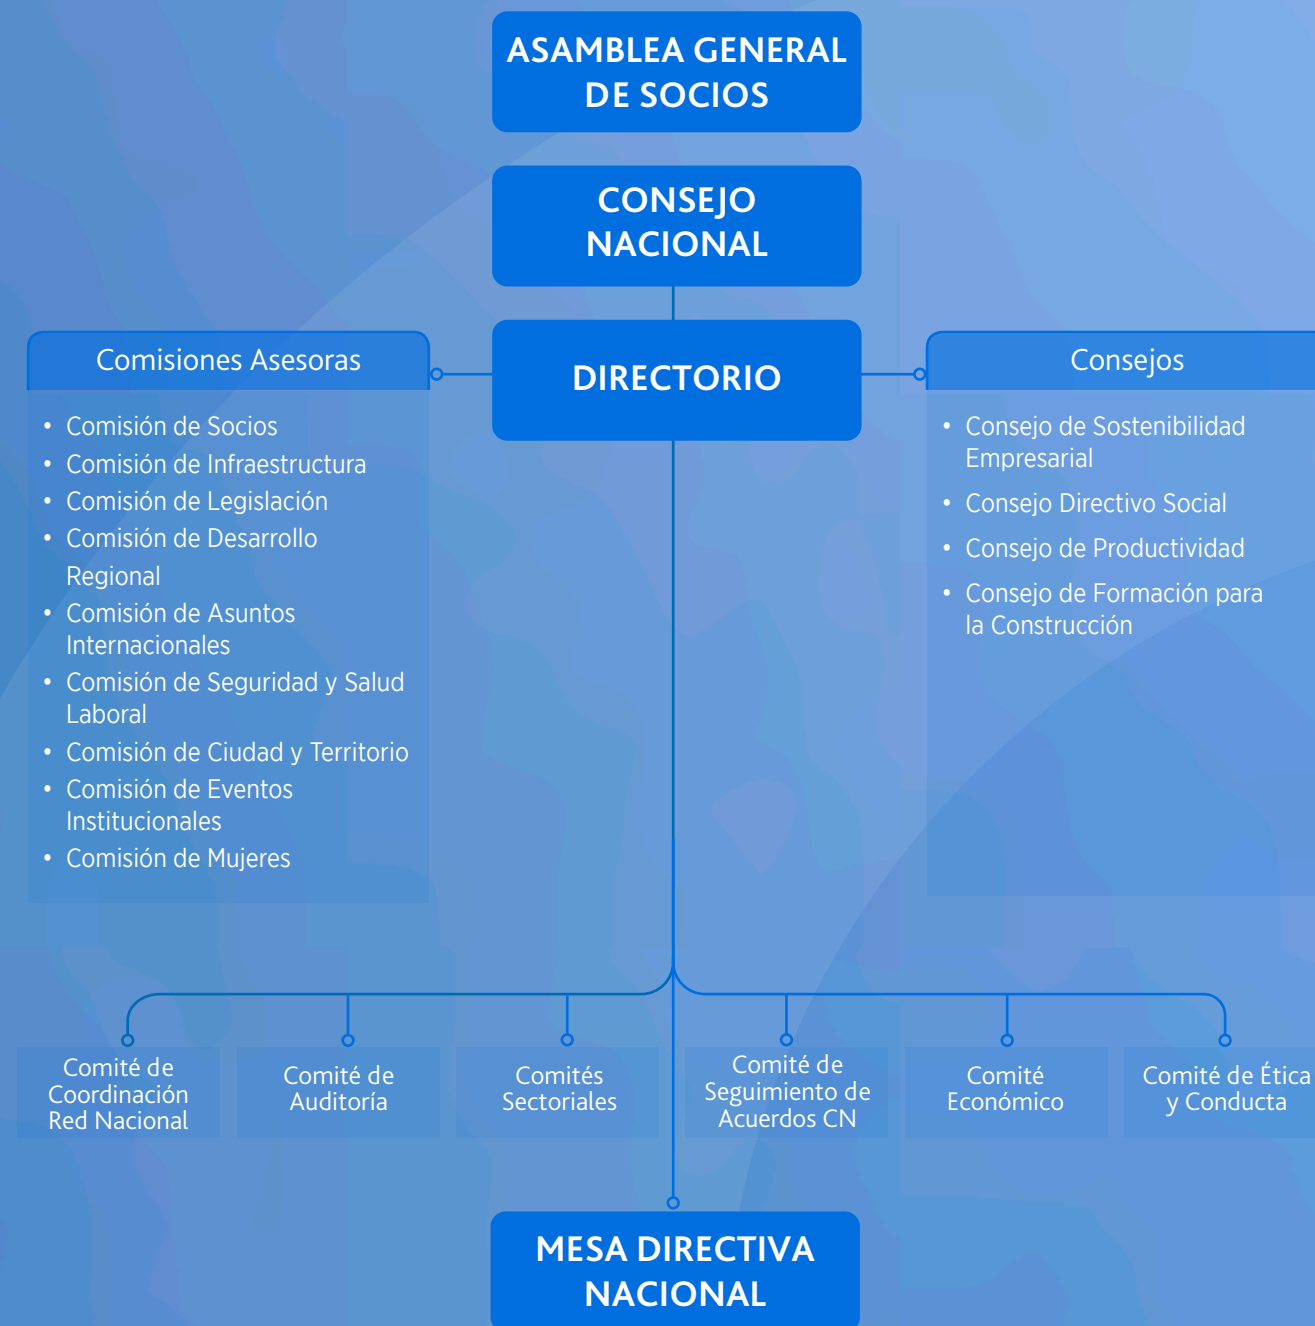 ASAMBLEA GENERAL
DE SOCIOS
CONSEJO
NACIONAL
DIRECTORIO
Comisiones Asesoras
• Comisión de Socios
• Comisión de Infraestructura
• Comisión de Legislación
• Comisión de Desarrollo
Regional
• Comisión de Asuntos
Internacionales
• Comisión de Seguridad y Salud
Laboral
• Comisión de Ciudad y Territorio
• Comisión de Eventos
Institucionales
• Comisión de Mujeres
Consejos
• Consejo de Sostenibilidad
Empresarial
• Consejo Directivo Social
• Consejo de Productividad
• Consejo de Formación para
la Construcción
Comité de
Coordinación
Red Nacional
Comité de
Auditoría
Comités
Sectoriales
Comité de
Seguimiento de
Acuerdos CN
Comité
Económico
Comité de Ética
y Conducta
MESA DIRECTIVA
NACIONAL